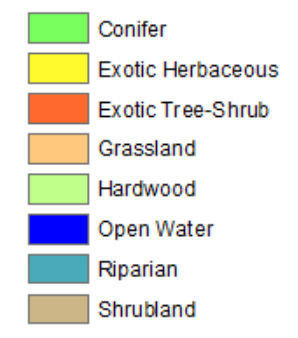 Conifer
Exotic Herbaceous
Exotic Tree-Shrub
Grassland
Hardwood
Open Water
Riparian
Shrubland